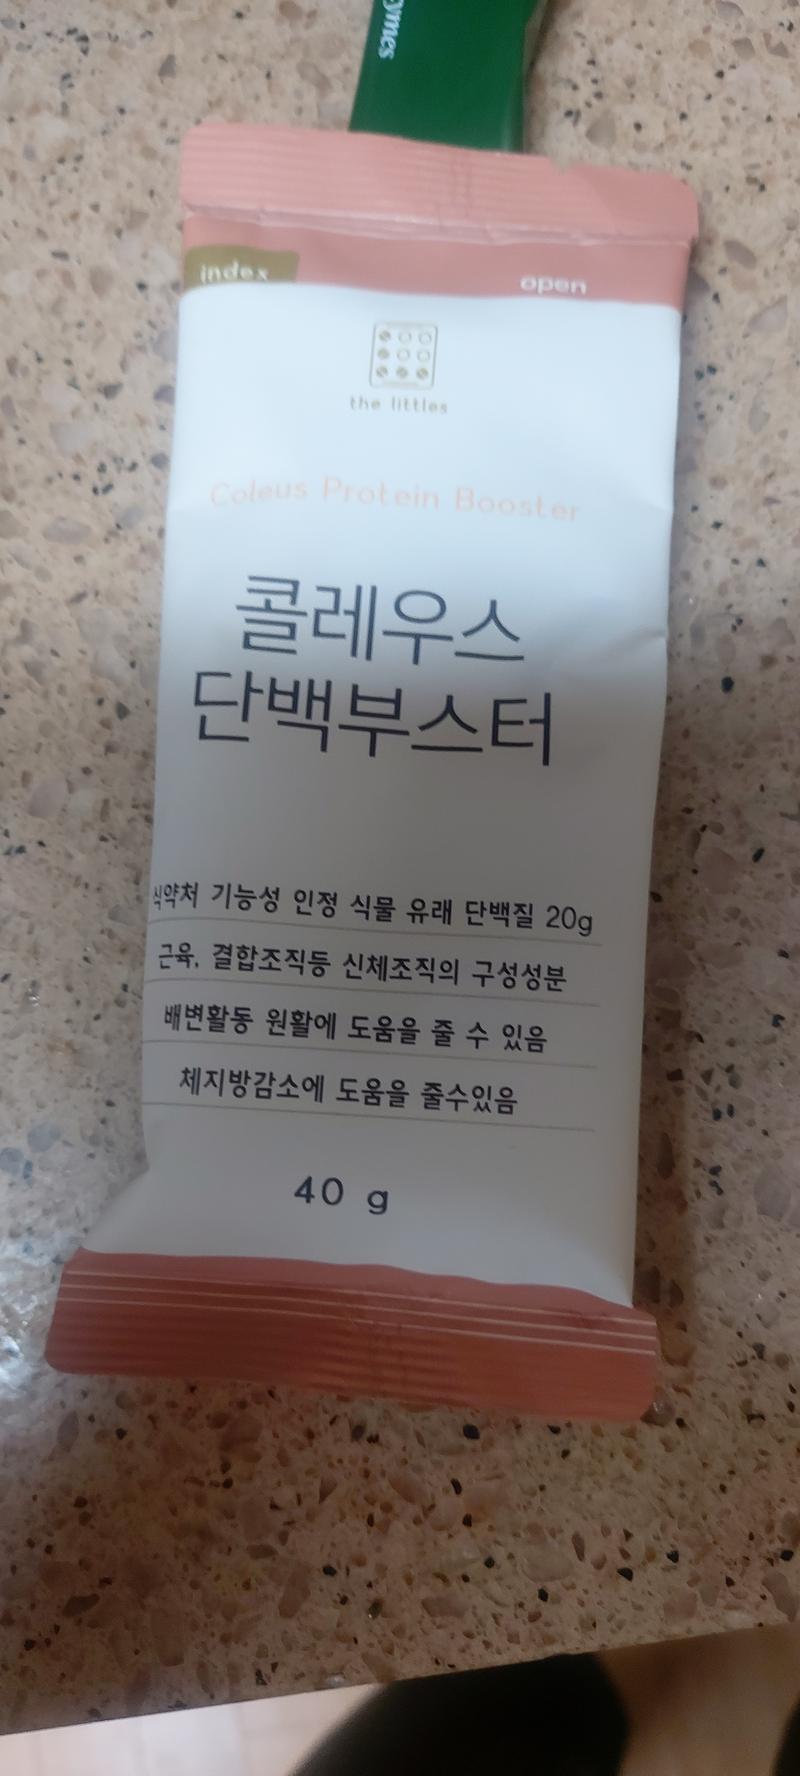 ymes
index
open
the littles
Coleus Protein Booster
콜레우스
단백부스터
식약처 기능성 인정 식물 유래 단백질 20g
근육, 결합조직등 신체조직의 구성성분
배변활동 원활에 도움을 줄 수 있음
체지방감소에 도움을 줄수있음
40 g